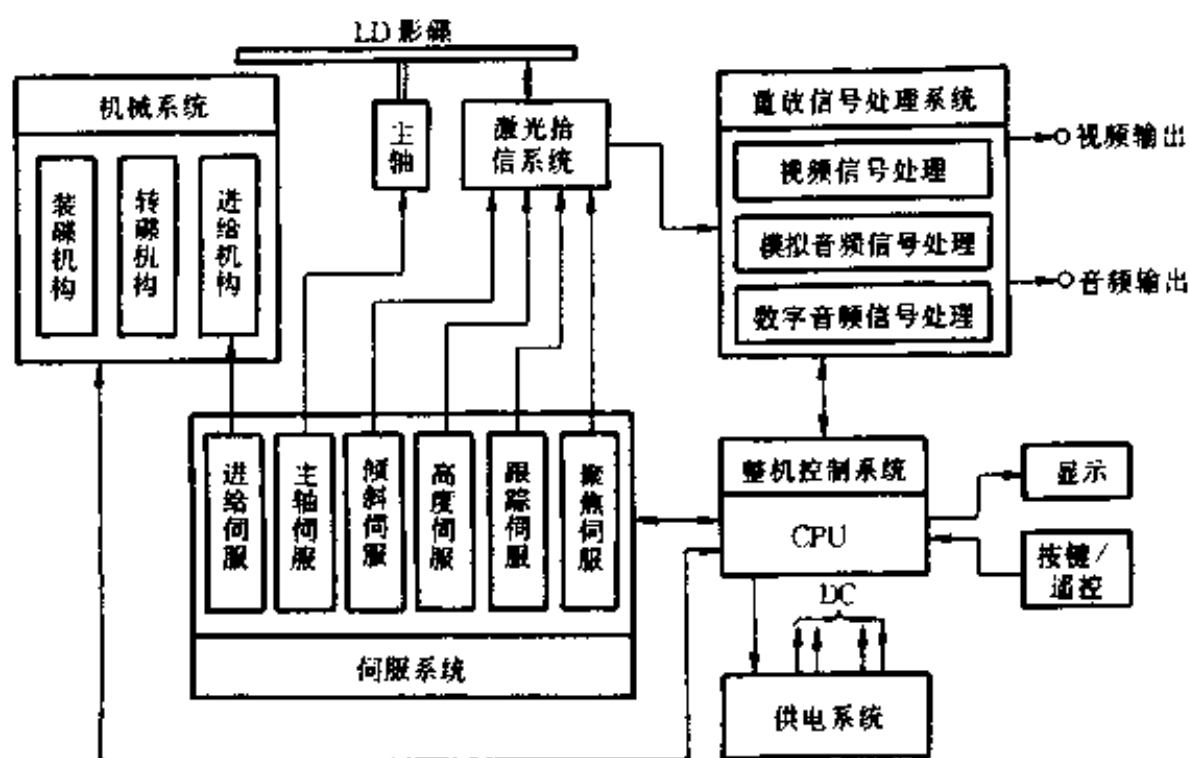 LD 影碟
机械系统
装碟机构
转碟机构
进给机构
主轴
激光拾
信系统
重放信号处理系统
视频信号处理
模拟音频信号处理
数字音频信号处理
视频输出
音频输出
进给伺服
主轴伺服
倾斜伺服
高度伺服
跟踪伺服
聚焦伺服
伺服系统
整机控制系统
CPU
显示
按键/
遥控
DC
供电系统